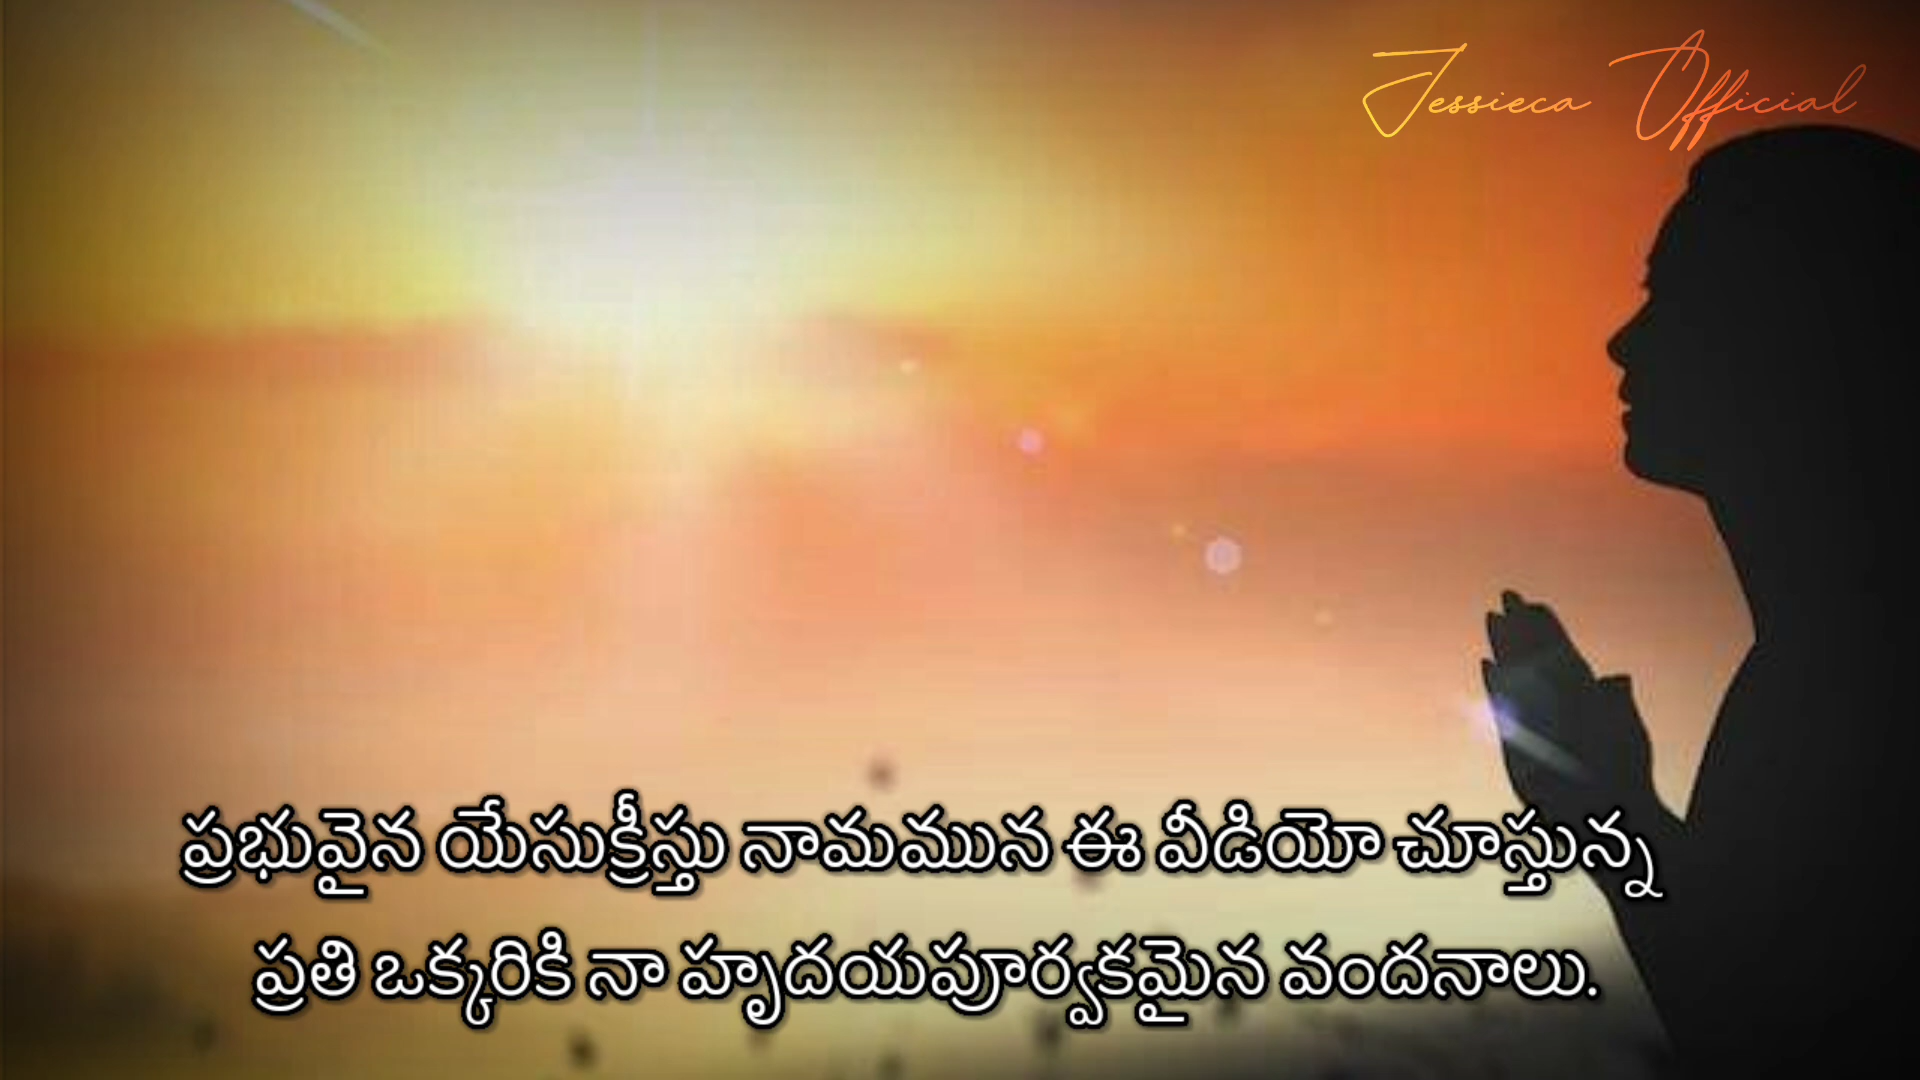 Jessieca Official
ప్రభువైన యేసుక్రీస్తు నామమున ఈ వీడియో చూస్తున్న
ప్రతి ఒక్కరికి నా హృదయపూర్వకమైన వందనాలు.